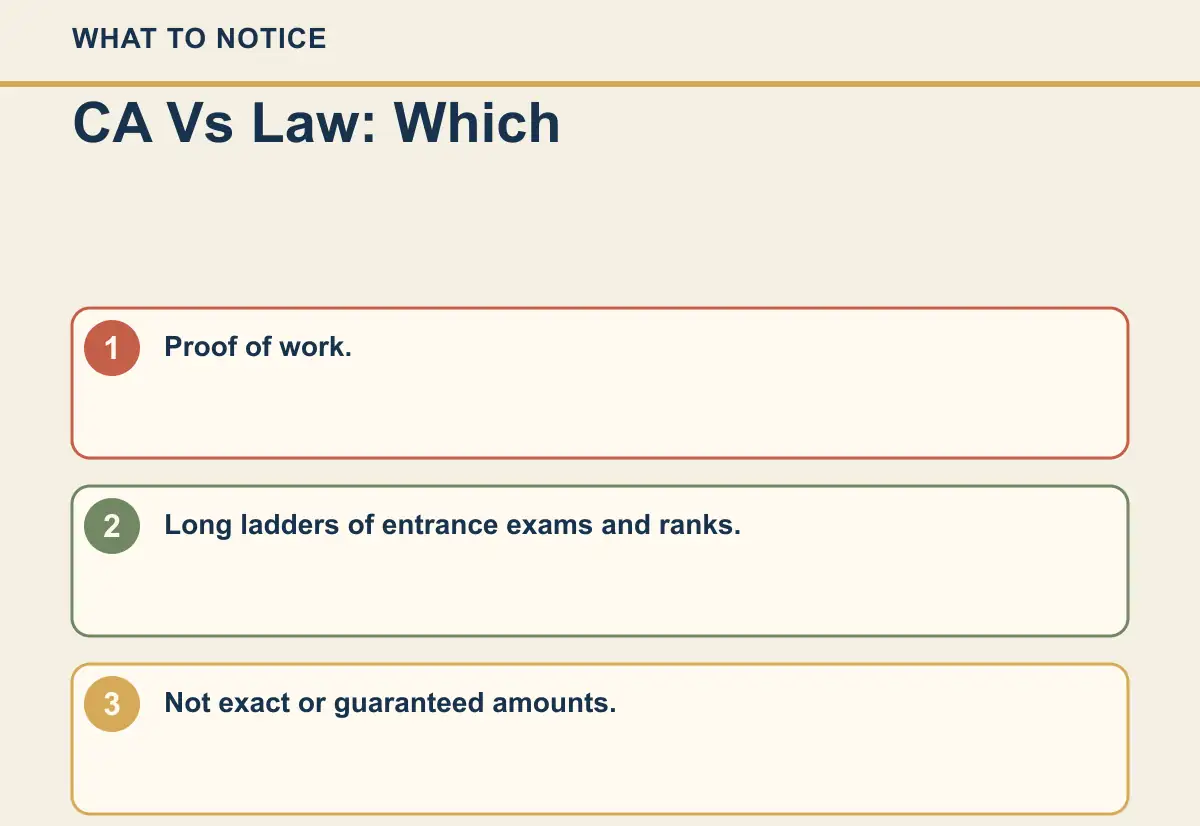 WHAT TO NOTICE
CA Vs Law: Which
1 Proof of work.
2 Long ladders of entrance exams and ranks.
3 Not exact or guaranteed amounts.